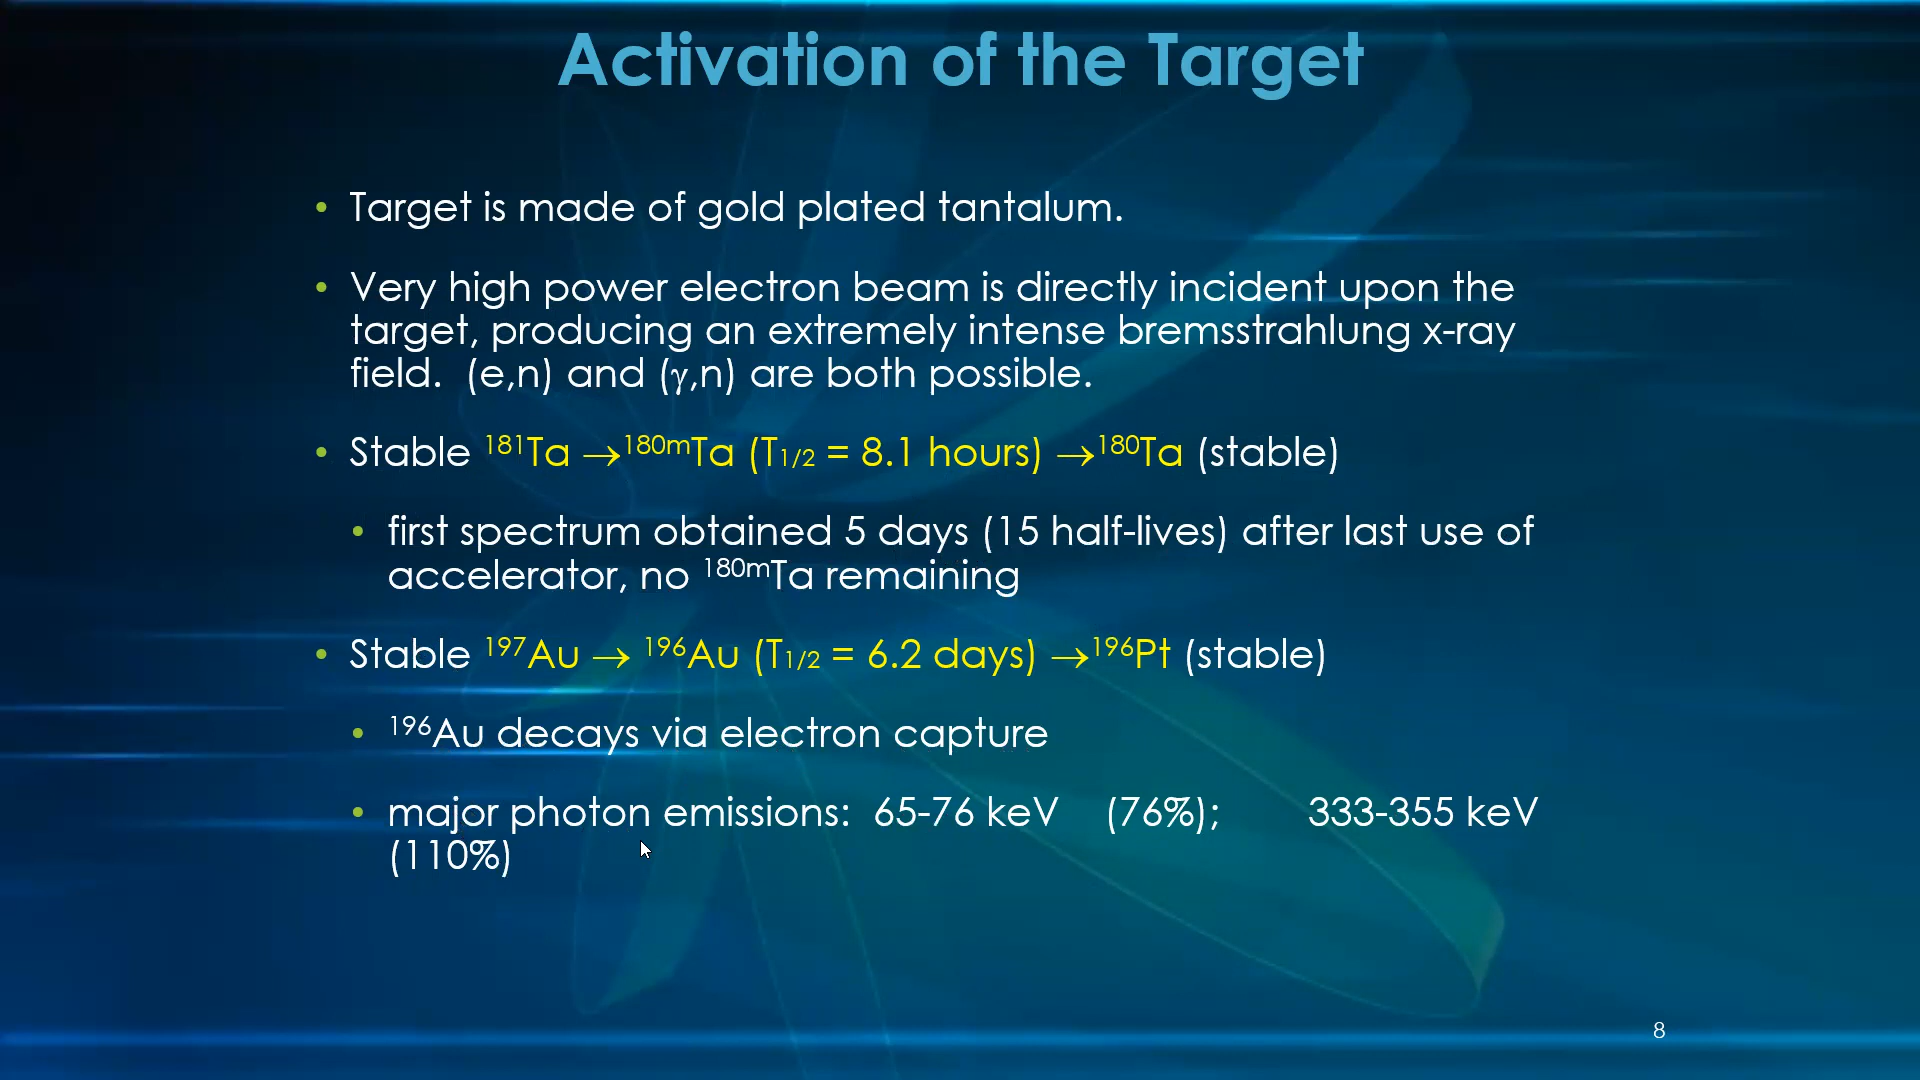 Activation of the Target
• Target is made of gold plated tantalum.
• Very high power electron beam is directly incident upon the
target, producing an extremely intense bremsstrahlung x-ray
field.  (e,n) and (γ,n) are both possible.
• Stable ¹⁸¹Ta →¹⁸⁰ᵐTa (T₁/₂ = 8.1 hours) →¹⁸⁰Ta (stable)
• first spectrum obtained 5 days (15 half-lives) after last use of
accelerator, no ¹⁸⁰ᵐTa remaining
• Stable ¹⁹⁷Au → ¹⁹⁶Au (T₁/₂ = 6.2 days) →¹⁹⁶Pt (stable)
• ¹⁹⁶Au decays via electron capture
• major photon emissions:  65-76 keV    (76%);    333-355 keV
(110%)
8